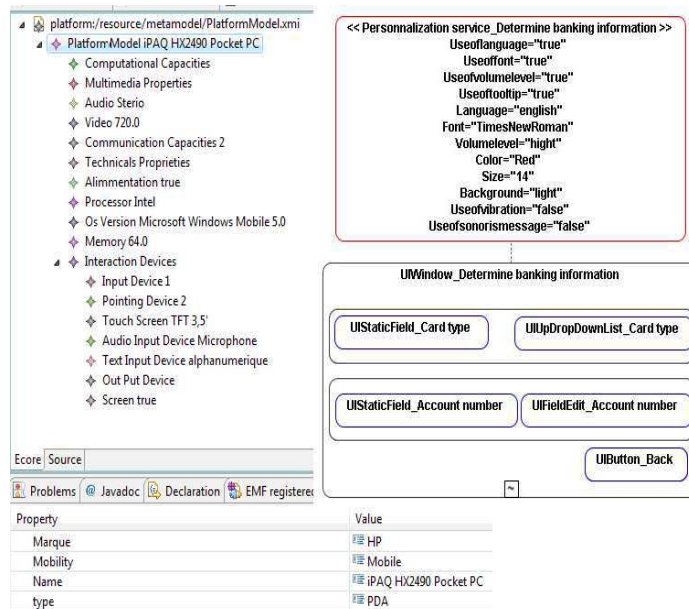 platform:/resource/metamodel/PlatformModel.xmi
PlatformModel iPAQ HX2490 Pocket PC
Computational Capacities
Multimedia Properties
Audio Sterio
Video 720.0
Communication Capacities 2
Technicals Proprieties
Alimmentation true
Processor Intel
Os Version Microsoft Windows Mobile 5.0
Memory 64.0
Interaction Devices
Input Device 1
Pointing Device 2
Touch Screen TFT 3,5'
Audio Input Device Microphone
Text Input Device alphanumerique
Out Put Device
Screen true
Ecore Source
Problems @ Javadoc Declaration EMF registered
Property Value
Marque HP
Mobility Mobile
Name iPAQ HX2490 Pocket PC
type PDA
<< Personnalization service_Determine banking information >>
Useoflanguage="true"
Useoffont="true"
Useofvolumelevel="true"
Useoftooltip="true"
Language="english"
Font="TimesNewRoman"
Volumelevel="hight"
Color="Red"
Size="14"
Background="light"
Useofvibration="false"
Useofsonorismessage="false"
UIWindow_Determine banking information
UIStaticField_Card type UIUpDropDownList_Card type
UIStaticField_Account number UIFieldEdit_Account number
UIButton_Back
~